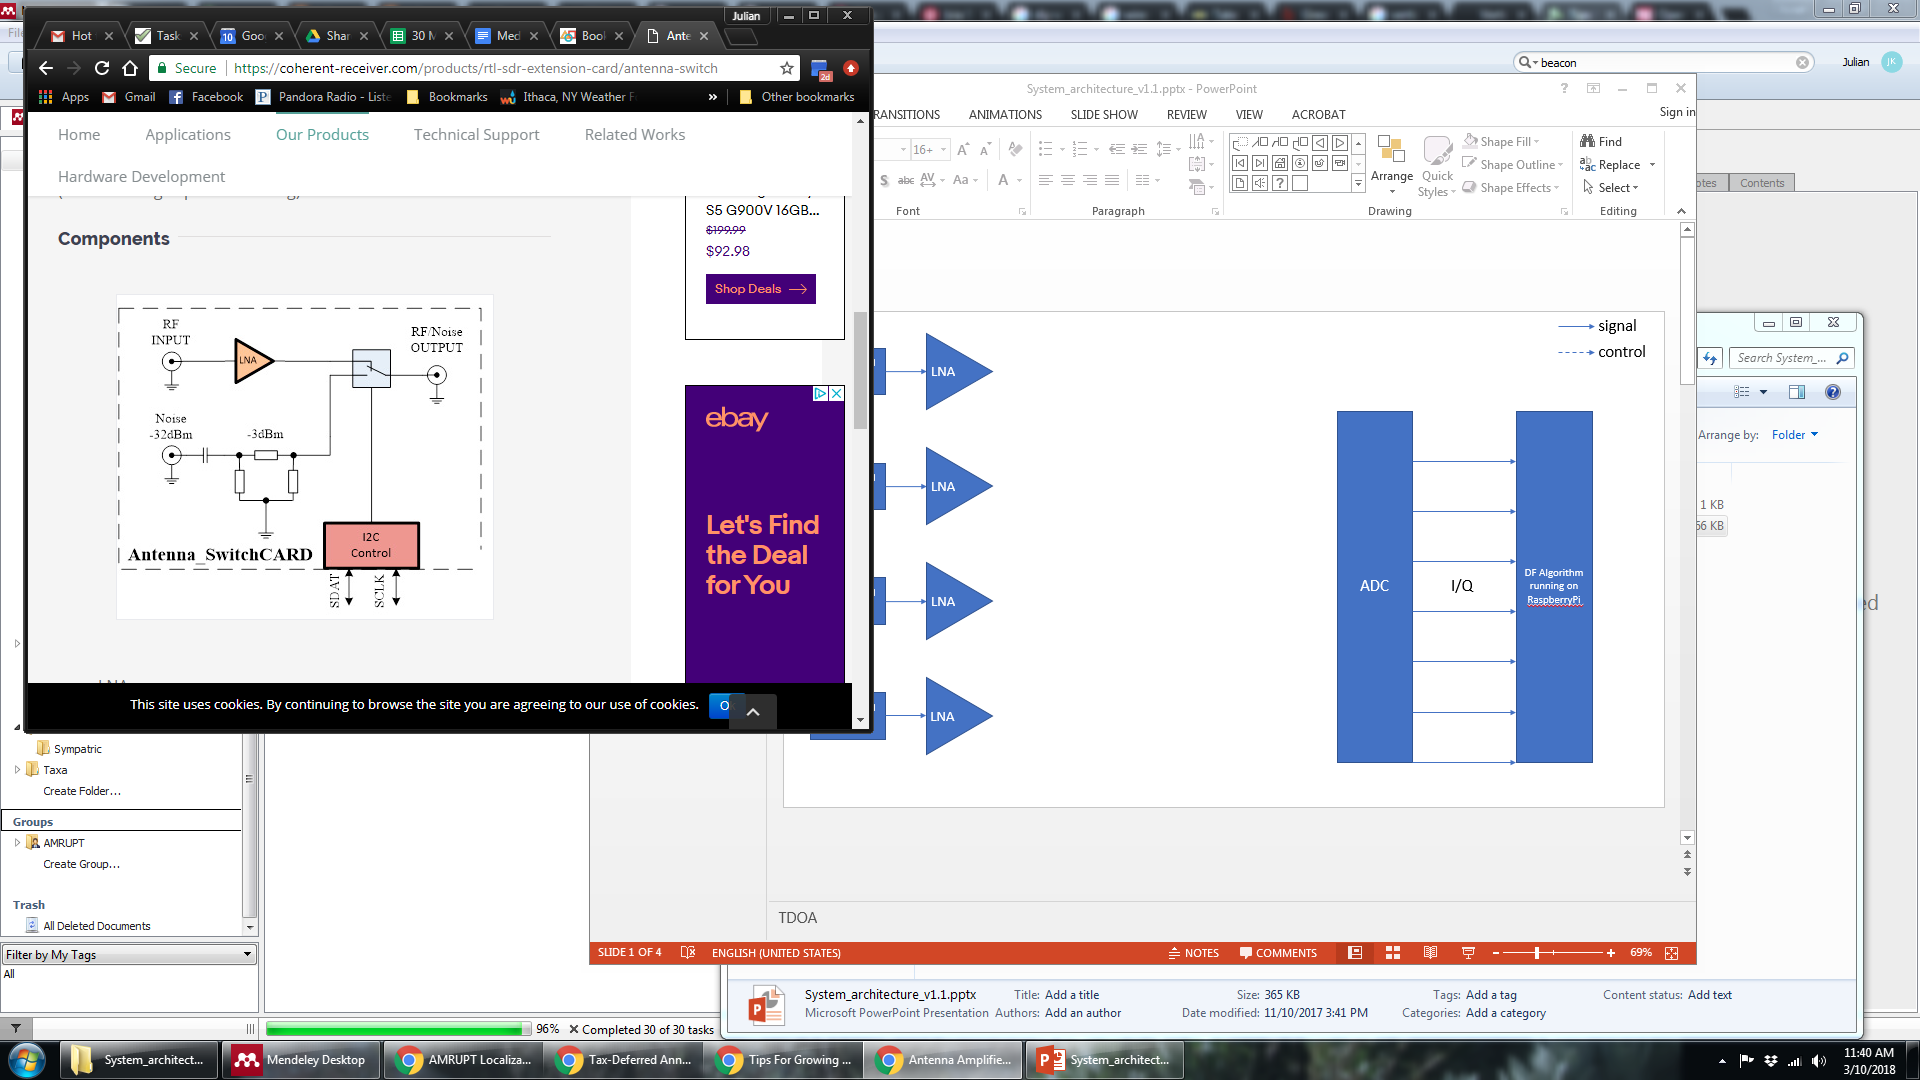 Julian
Hot
Task
Goo
Shar
30 M
Med
Boo
Ante
Secure
https://coherent-receiver.com/products/rtl-sdr-extension-card/antenna-switch
2d
Apps
Gmail
Facebook
Pandora Radio - Liste
Bookmarks
Ithaca, NY Weather F
»
Other bookmarks
Home
Applications
Our Products
Technical Support
Related Works
Hardware Development
Components
RF
INPUT
LNA
RF/Noise
OUTPUT
Noise
-32dBm
-3dBm
I2C
Control
Antenna_SwitchCARD
SDAT
SCLK
S5 G900V 16GB...
$199.99
$92.98
Shop Deals
ebay
Let's Find
the Deal
for You
This site uses cookies. By continuing to browse the site you are agreeing to our use of cookies.
beacon
Julian
JK
System_architecture_v1.1.pptx - PowerPoint
?
Sign in
RANSITIONS
ANIMATIONS
SLIDE SHOW
REVIEW
VIEW
ACROBAT
16+
Aa
A
S
abc
AV
Arrange
Quick
Styles
Shape Fill
Shape Outline
Shape Effects
Find
Replace
Select
Font
Paragraph
Drawing
Editing
otes
Contents
signal
control
LNA
LNA
LNA
LNA
ADC
I/Q
DF Algorithm
running on
RaspberryPi
TDOA
SLIDE 1 OF 4
ENGLISH (UNITED STATES)
NOTES
COMMENTS
69%
Search System_...
Arrange by:
Folder
1 KB
66 KB
ed
System_architecture_v1.1.pptx
Microsoft PowerPoint Presentation
Title: Add a title
Authors: Add an author
Size: 365 KB
Date modified: 11/10/2017 3:41 PM
Tags: Add a tag
Categories: Add a category
Content status: Add text
Sympatric
Taxa
Create Folder...
Groups
AMRUPT
Create Group...
Trash
All Deleted Documents
Filter by My Tags
All
96%
Completed 30 of 30 tasks
System_architect...
Mendeley Desktop
AMRUPT Localiza...
Tax-Deferred Ann...
Tips For Growing ...
Antenna Amplifie...
System_architect...
11:40 AM
3/10/2018